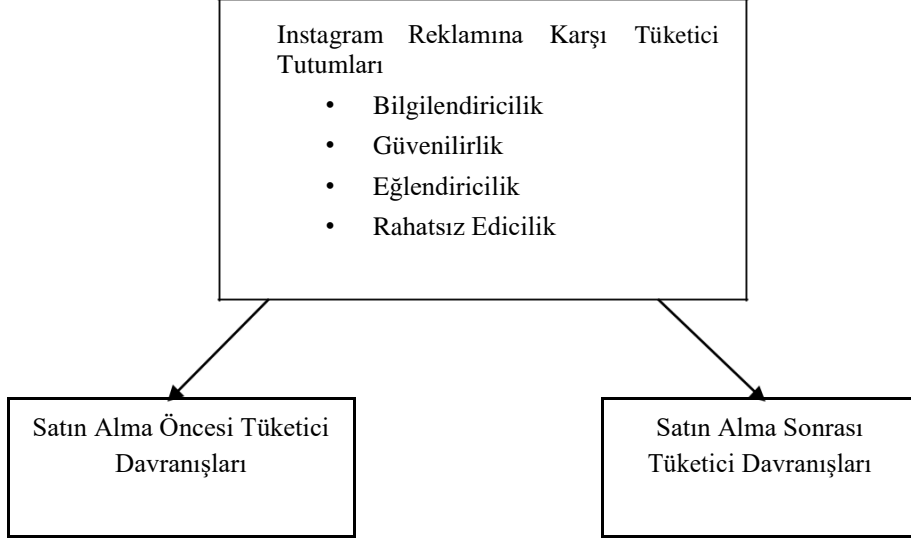 Instagram Reklamına Karşı Tüketici
Tutumları
• Bilgilendiricilik
• Güvenilirlik
• Eğlendiricilik
• Rahatsız Edicilik
Satın Alma Öncesi Tüketici
Davranışları
Satın Alma Sonrası
Tüketici Davranışları